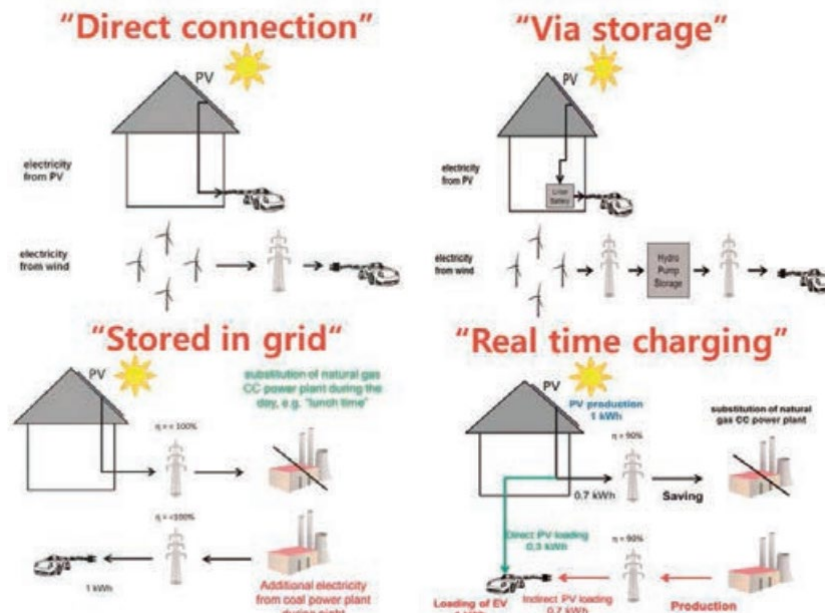 "Direct connection"
PV
electricity
from PV
electricity
from wind
"Via storage"
PV
electricity
from PV
electricity
from wind
Hydro
Pump
Storage
"Stored in grid"
PV
substitution of natural gas
CC power plant during the
day, e.g. "lunch time"
η = < 100%
η = <100%
1 kWh
Additional electricity
from coal power plant
"Real time charging"
PV
PV production
1 kWh
substitution of natural
gas CC power plant
η = 90%
0.7 kWh
Saving
Direct PV loading
0.3 kWh
η = 90%
Loading of EV
Indirect PV loading
0.7 kWh
Production